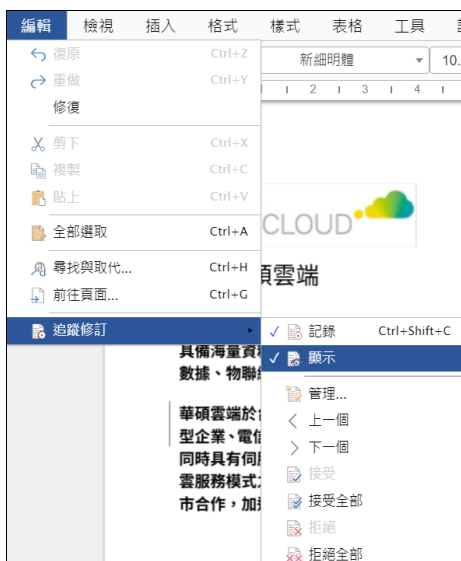 編輯 檢視 插入 格式 樣式 表格 工具
復原 Ctrl+Z
新細明體 10.
重做 Ctrl+Y
2 3 4
修復
剪下 Ctrl+X
複製 Ctrl+C
貼上 Ctrl+V
CLOUD
全部選取 Ctrl+A
尋找與取代... Ctrl+H
碩雲端
前往頁面... Ctrl+G
追蹤修訂
記錄 Ctrl+Shift+C
具備海量資
顯示
數據、物聯
管理...
華碩雲端於
上一個
型企業、電信
下一個
同時具有伺服
接受
雲服務模式
接受全部
市合作，加
拒絕
拒絕全部